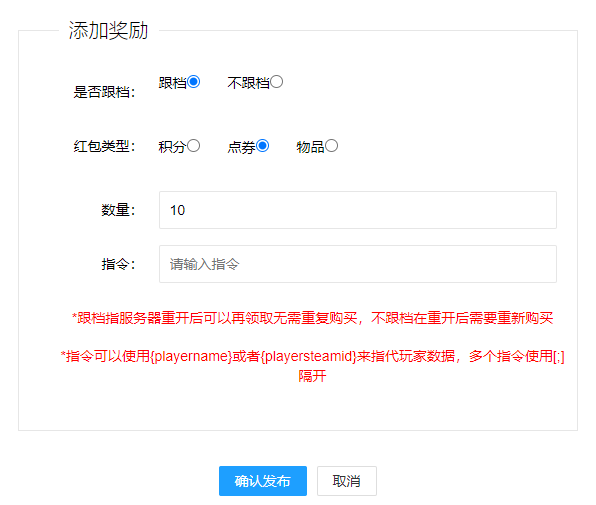 添加奖励
是否跟档: 跟档 不跟档
红包类型: 积分 点券 物品
数量: 10
指令: 请输入指令
*跟档指服务器重开后可以再领取无需重复购买，不跟档在重开后需要重新购买
*指令可以使用{playername}或者{playersteamid}来指代玩家数据，多个指令使用[;]
隔开
确认发布 取消